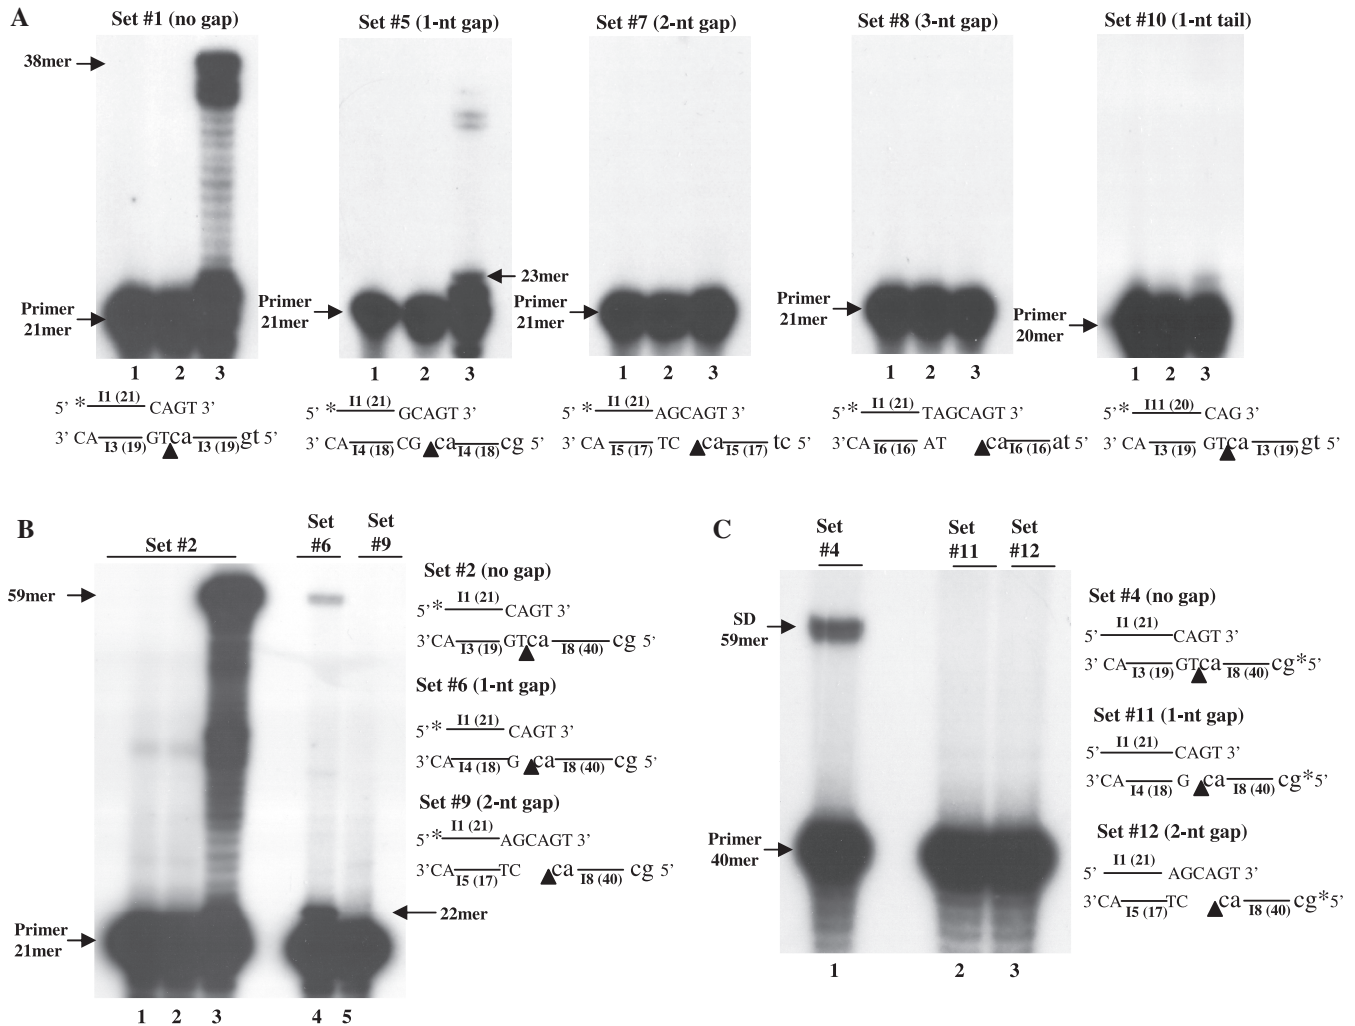 A
Set #1 (no gap)
Set #5 (1-nt gap)
Set #7 (2-nt gap)
Set #8 (3-nt gap)
Set #10 (1-nt tail)
38mer
23mer
Primer
21mer
Primer
21mer
Primer
21mer
Primer
21mer
Primer
20mer
1 2 3
1 2 3
1 2 3
1 2 3
1 2 3
5' * I1 (21) CAGT 3'
3' CA I3 (19) GTca I3 (19) gt 5'
5' * I1 (21) GCAGT 3'
3' CA I4 (18) CG ca I4 (18) cg 5'
5' * I1 (21) AGCAGT 3'
3' CA I5 (17) TC ca I5 (17) tc 5'
5' * I1 (21) TAGCAGT 3'
3'CA I6 (16) AT ca I6 (16) at 5'
5' * I11 (20) CAG 3'
3' CA I3 (19) GTca I3 (19) gt 5'
B
Set #2
Set
#6
Set
#9
59mer
22mer
Primer
21mer
1 2 3 4 5
Set #2 (no gap)
5'* I1 (21) CAGT 3'
3'CA I3 (19) GTca I8 (40) cg 5'
Set #6 (1-nt gap)
5'* I1 (21) CAGT 3'
3'CA I4 (18) G ca I8 (40) cg 5'
Set #9 (2-nt gap)
5'* I1 (21) AGCAGT 3'
3'CA I5 (17) TC ca I8 (40) cg 5'
C
Set
#4
Set
#11
Set
#12
SD
59mer
Primer
40mer
1 2 3
Set #4 (no gap)
5' I1 (21) CAGT 3'
3' CA I3 (19) GTca I8 (40) cg*5'
Set #11 (1-nt gap)
5' I1 (21) CAGT 3'
3'CA I4 (18) G ca I8 (40) cg*5'
Set #12 (2-nt gap)
5' I1 (21) AGCAGT 3'
3'CA I5 (17) TC ca I8 (40) cg*5'